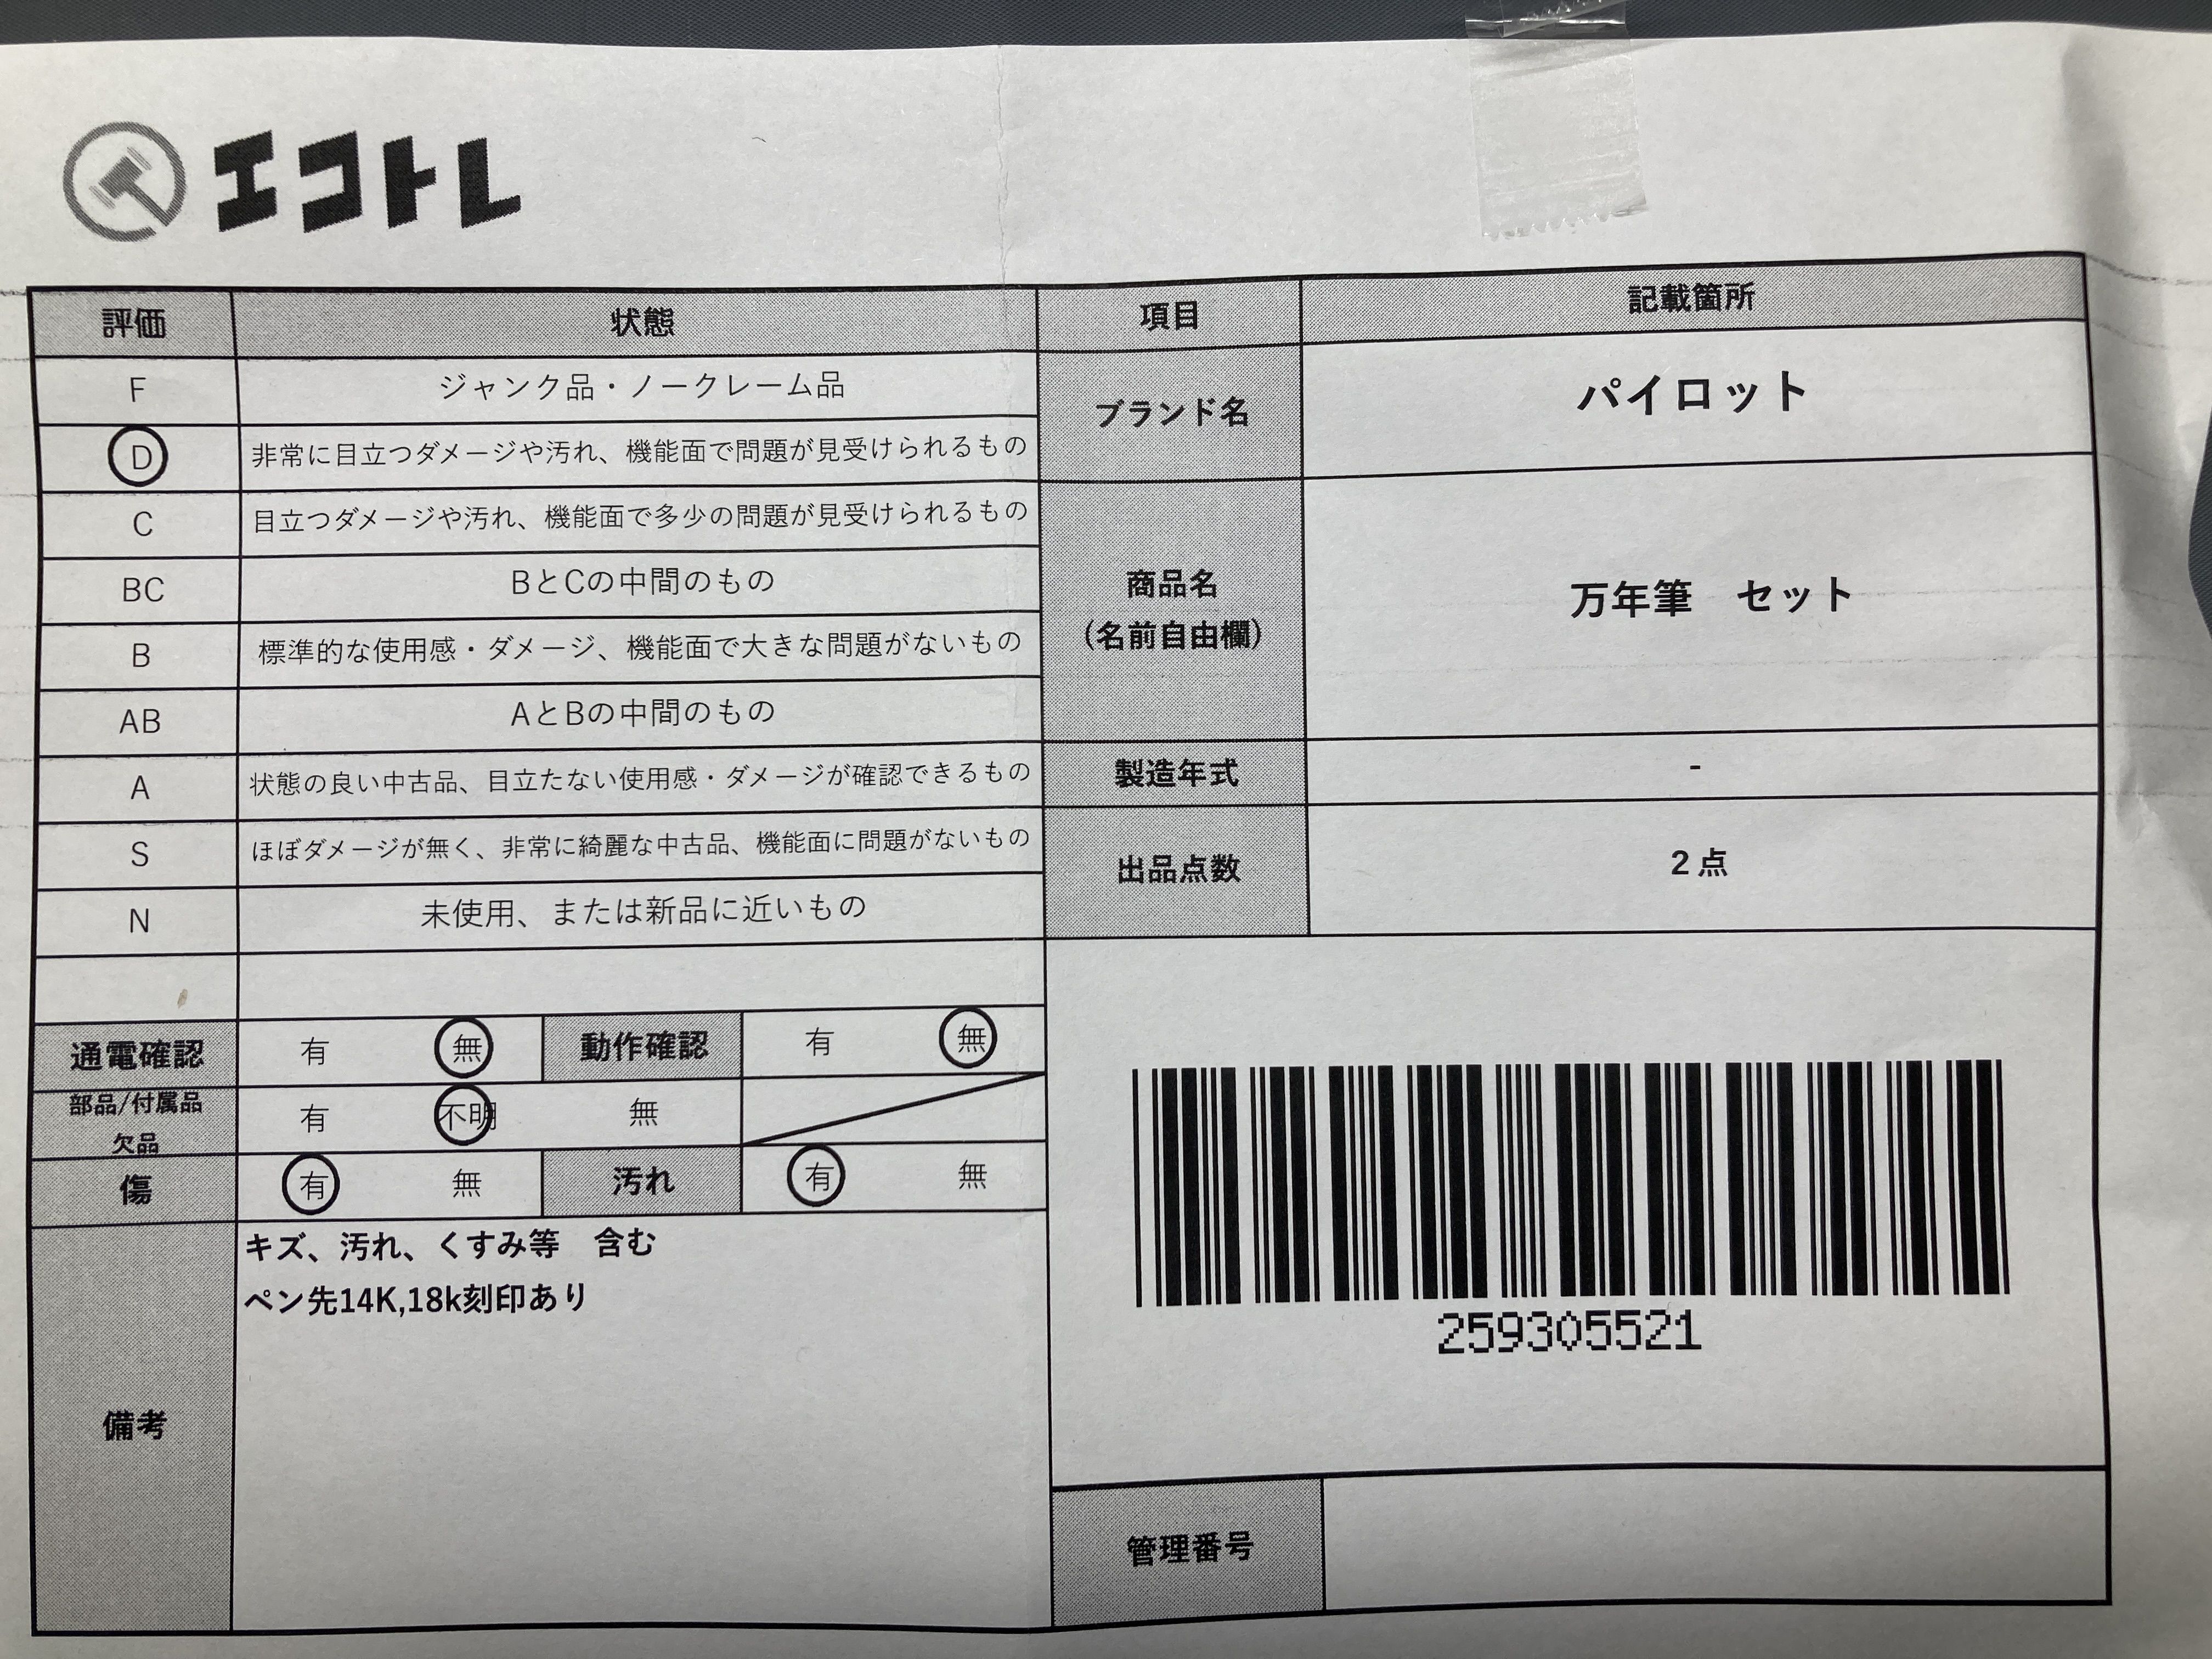 エコトレ
評価 状態 項目 記載箇所
F ジャンク品・ノークレーム品
D 非常に目立つダメージや汚れ、機能面で問題が見受けられるもの
C 目立つダメージや汚れ、機能面で多少の問題が見受けられるもの
BC BとCの中間のもの
B 標準的な使用感・ダメージ、機能面で大きな問題がないもの
AB AとBの中間のもの
A 状態の良い中古品、目立たない使用感・ダメージが確認できるもの
S ほぼダメージが無く、非常に綺麗な中古品、機能面に問題がないもの
N 未使用、または新品に近いもの
通電確認 有 無 動作確認 有 無
部品/付属品
欠品
有 不明 無
傷 有 無 汚れ 有 無
備考
キズ、汚れ、くすみ等　含む
ペン先14K,18k刻印あり
ブランド名 パイロット
商品名
(名前自由欄)
万年筆　セット
製造年式 -
出品点数 2点
259305521
管理番号